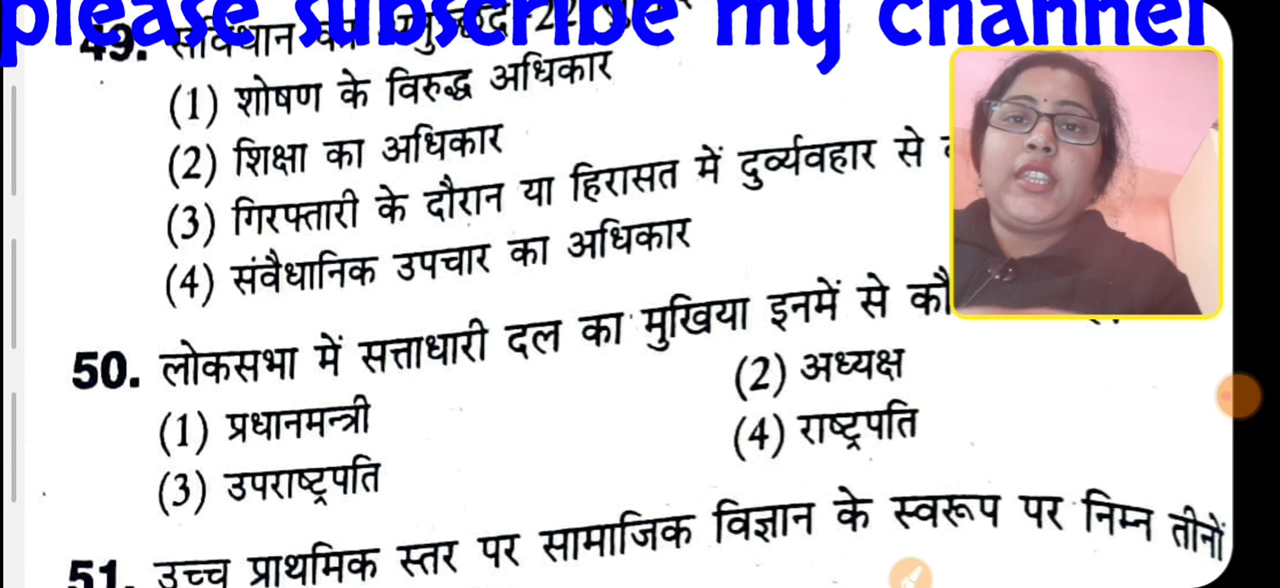 please subscribe my channel
49. संविधान
(1) शोषण के विरुद्ध अधिकार
(2) शिक्षा का अधिकार
(3) गिरफ्तारी के दौरान या हिरासत में दुर्व्यवहार से
(4) संवैधानिक उपचार का अधिकार
50. लोकसभा में सत्ताधारी दल का मुखिया इनमें से
(1) प्रधानमन्त्री
(2) अध्यक्ष
(3) उपराष्ट्रपति
(4) राष्ट्रपति
51. उच्च प्राथमिक स्तर पर सामाजिक विज्ञान के स्वरूप पर निम्न तीनों